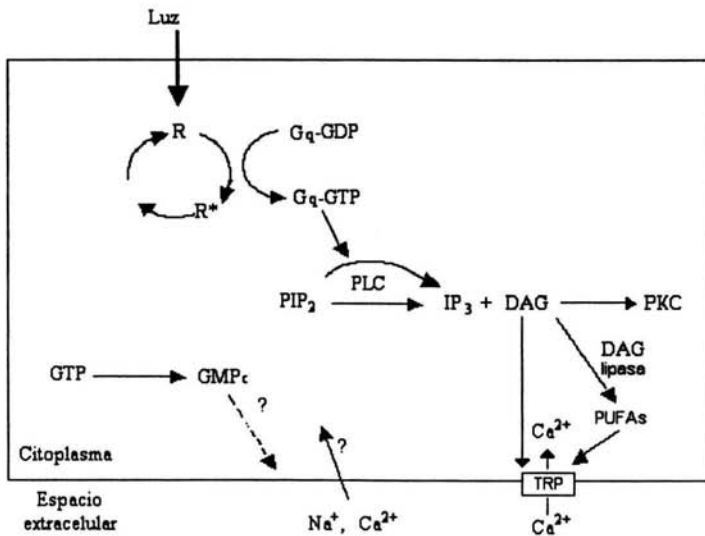 Luz
R
Gq-GDP
R*
Gq-GTP
PLC
PIP₂
IP₃ + DAG
PKC
DAG
lipasa
GTP
GMPc
?
?
PUFAs
Ca²⁺
Citoplasma
TRP
Espacio
extracelular
Na⁺, Ca²⁺
Ca²⁺